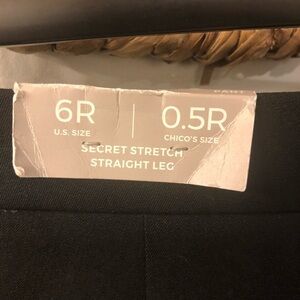 6R | 0.5R
U.S. SIZE CHICO'S SIZE
SECRET STRETCH
STRAIGHT LEG